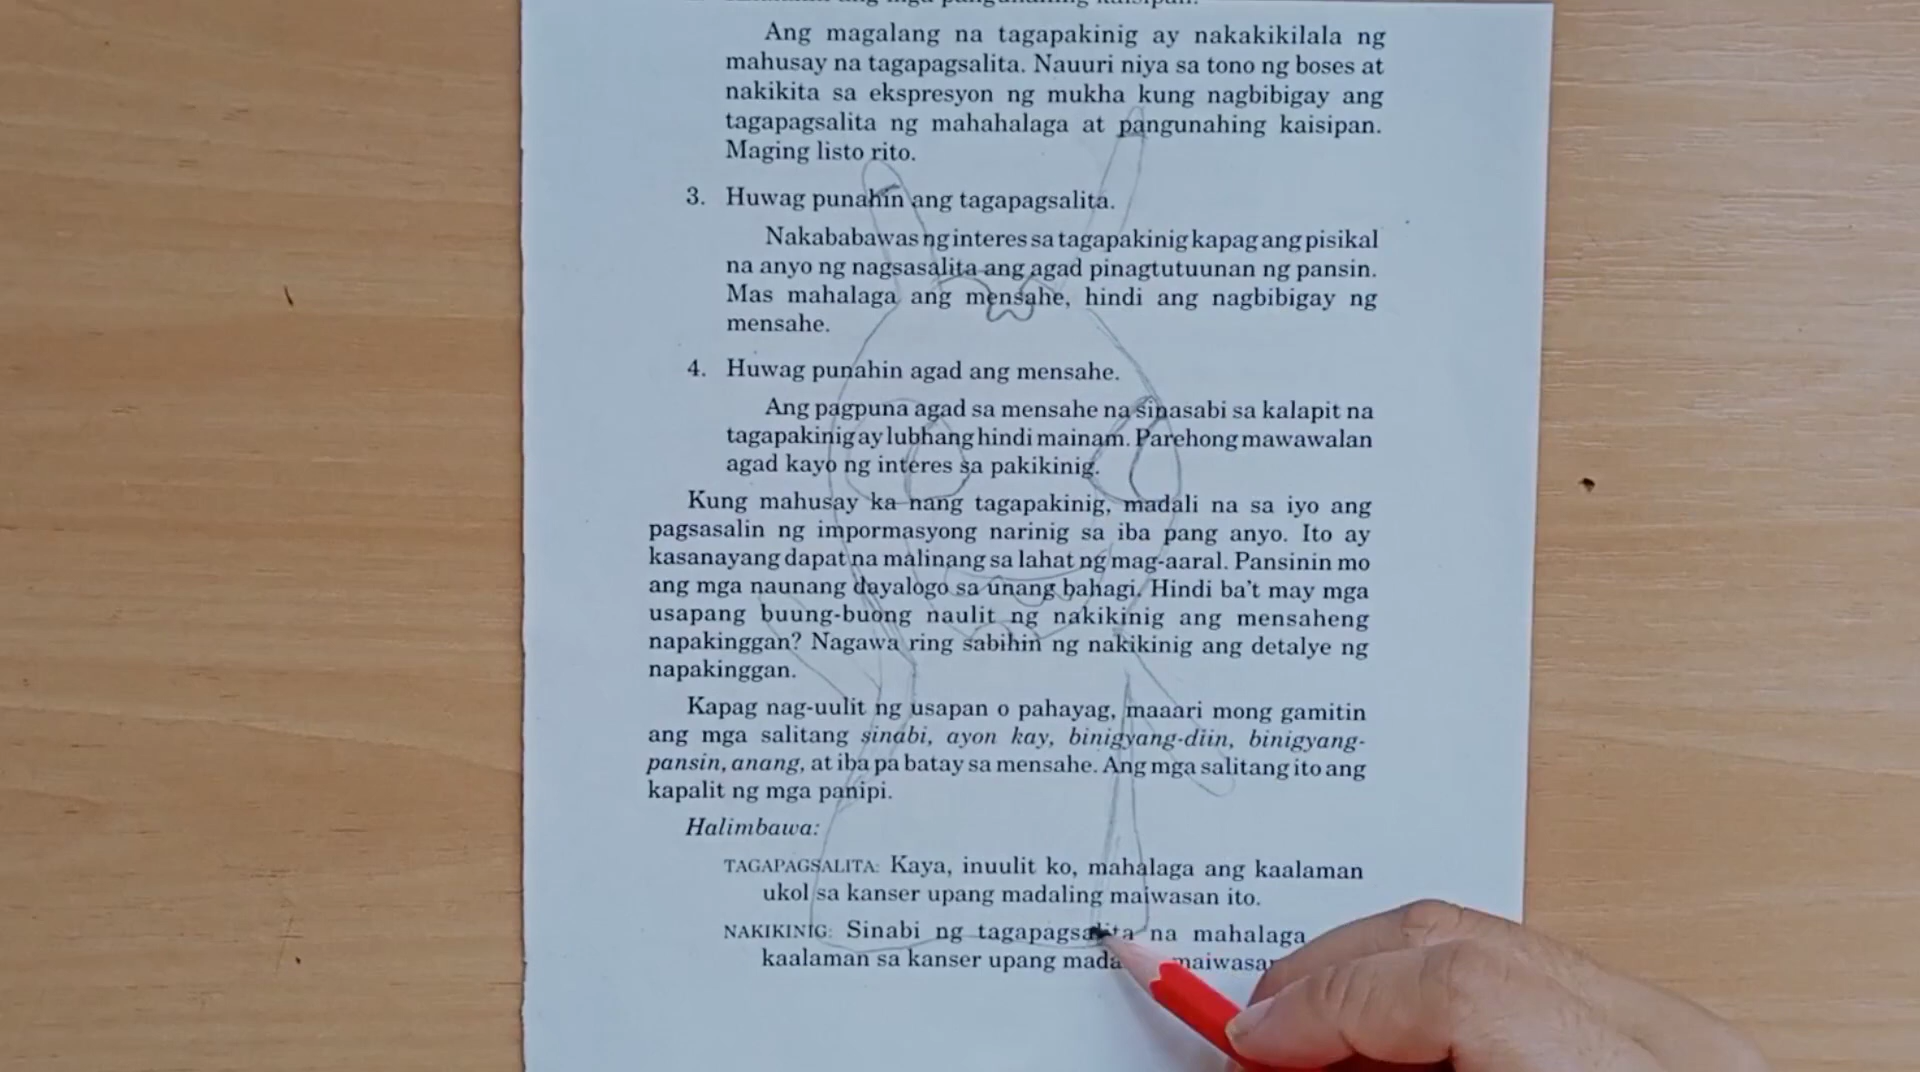 Ang magalang na tagapakinig ay nakakikilala ng
mahusay na tagapagsalita. Nauuri niya sa tono ng boses at
nakikita sa ekspresyon ng mukha kung nagbibigay ang
tagapagsalita ng mahahalaga at pangunahing kaisipan.
Maging listo rito.
3. Huwag punahin ang tagapagsalita.
Nakababawas ng interes sa tagapakinig kapag ang pisikal
na anyo ng nagsasalita ang agad pinagtutuunan ng pansin.
Mas mahalaga ang mensahe, hindi ang nagbibigay ng
mensahe.
4. Huwag punahin agad ang mensahe.
Ang pagpuna agad sa mensahe na sinasabi sa kalapit na
tagapakinig ay lubhang hindi mainam. Parehong mawawalan
agad kayo ng interes sa pakikinig.
Kung mahusay ka nang tagapakinig, madali na sa iyo ang
pagsasalin ng impormasyong narinig sa iba pang anyo. Ito ay
kasanayang dapat na malinang sa lahat ng mag-aaral. Pansinin mo
ang mga naunang dayalogo sa unang bahagi. Hindi ba't may mga
usapang buung-buong naulit ng nakikinig ang mensaheng
napakinggan? Nagawa ring sabihin ng nakikinig ang detalye ng
napakinggan.
Kapag nag-uulit ng usapan o pahayag, maaari mong gamitin
ang mga salitang sinabi, ayon kay, binigyang-diin, binigyang-
pansin, anang, at iba pa batay sa mensahe. Ang mga salitang ito ang
kapalit ng mga panipi.
Halimbawa:
TAGAPAGSALITA: Kaya, inuulit ko, mahalaga ang kaalaman
ukol sa kanser upang madaling maiwasan ito.
NAKIKINIG: Sinabi ng tagapagsalita na mahalaga
kaalaman sa kanser upang